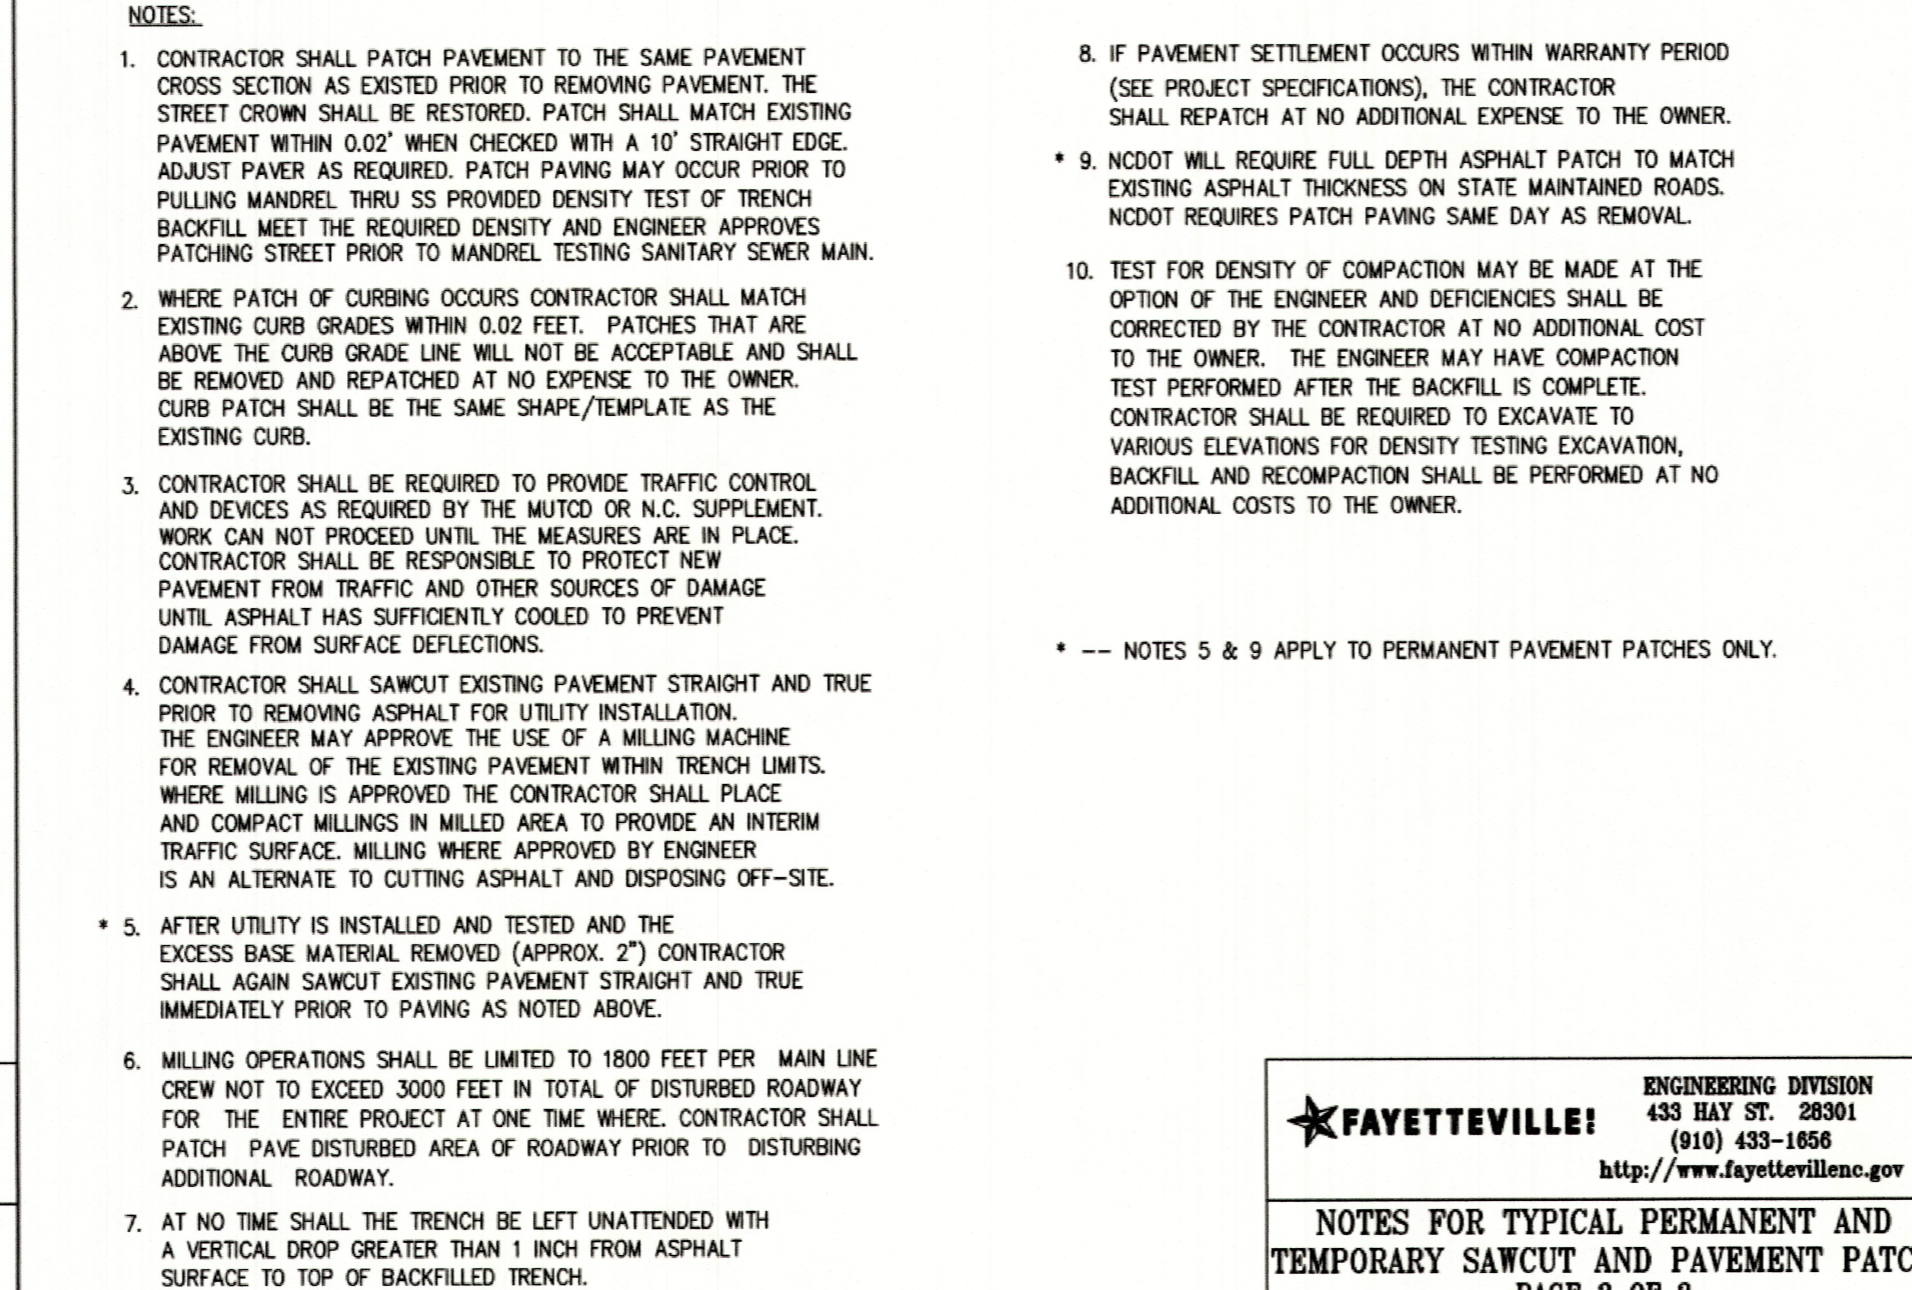 NOTES:
1. CONTRACTOR SHALL PATCH PAVEMENT TO THE SAME PAVEMENT
CROSS SECTION AS EXISTED PRIOR TO REMOVING PAVEMENT. THE
STREET CROWN SHALL BE RESTORED. PATCH SHALL MATCH EXISTING
PAVEMENT WITHIN 0.02' WHEN CHECKED WITH A 10' STRAIGHT EDGE.
ADJUST PAVER AS REQUIRED. PATCH PAVING MAY OCCUR PRIOR TO
PULLING MANDREL THRU SS PROVIDED DENSITY TEST OF TRENCH
BACKFILL MEET THE REQUIRED DENSITY AND ENGINEER APPROVES
PATCHING STREET PRIOR TO MANDREL TESTING SANITARY SEWER MAIN.
2. WHERE PATCH OF CURBING OCCURS CONTRACTOR SHALL MATCH
EXISTING CURB GRADES WITHIN 0.02 FEET. PATCHES THAT ARE
ABOVE THE CURB GRADE LINE WILL NOT BE ACCEPTABLE AND SHALL
BE REMOVED AND REPATCHED AT NO EXPENSE TO THE OWNER.
CURB PATCH SHALL BE THE SAME SHAPE/TEMPLATE AS THE
EXISTING CURB.
3. CONTRACTOR SHALL BE REQUIRED TO PROVIDE TRAFFIC CONTROL
AND DEVICES AS REQUIRED BY THE MUTCD OR N.C. SUPPLEMENT.
WORK CAN NOT PROCEED UNTIL THE MEASURES ARE IN PLACE.
CONTRACTOR SHALL BE RESPONSIBLE TO PROTECT NEW
PAVEMENT FROM TRAFFIC AND OTHER SOURCES OF DAMAGE
UNTIL ASPHALT HAS SUFFICIENTLY COOLED TO PREVENT
DAMAGE FROM SURFACE DEFLECTIONS.
4. CONTRACTOR SHALL SAWCUT EXISTING PAVEMENT STRAIGHT AND TRUE
PRIOR TO REMOVING ASPHALT FOR UTILITY INSTALLATION.
THE ENGINEER MAY APPROVE THE USE OF A MILLING MACHINE
FOR REMOVAL OF THE EXISTING PAVEMENT WITHIN TRENCH LIMITS.
WHERE MILLING IS APPROVED THE CONTRACTOR SHALL PLACE
AND COMPACT MILLINGS IN MILLED AREA TO PROVIDE AN INTERIM
TRAFFIC SURFACE. MILLING WHERE APPROVED BY ENGINEER
IS AN ALTERNATE TO CUTTING ASPHALT AND DISPOSING OFF-SITE.
* 5. AFTER UTILITY IS INSTALLED AND TESTED AND THE
EXCESS BASE MATERIAL REMOVED (APPROX. 2") CONTRACTOR
SHALL AGAIN SAWCUT EXISTING PAVEMENT STRAIGHT AND TRUE
IMMEDIATELY PRIOR TO PAVING AS NOTED ABOVE.
6. MILLING OPERATIONS SHALL BE LIMITED TO 1800 FEET PER MAIN LINE
CREW NOT TO EXCEED 3000 FEET IN TOTAL OF DISTURBED ROADWAY
FOR THE ENTIRE PROJECT AT ONE TIME WHERE. CONTRACTOR SHALL
PATCH PAVE DISTURBED AREA OF ROADWAY PRIOR TO DISTURBING
ADDITIONAL ROADWAY.
7. AT NO TIME SHALL THE TRENCH BE LEFT UNATTENDED WITH
A VERTICAL DROP GREATER THAN 1 INCH FROM ASPHALT
SURFACE TO TOP OF BACKFILLED TRENCH.
8. IF PAVEMENT SETTLEMENT OCCURS WITHIN WARRANTY PERIOD
(SEE PROJECT SPECIFICATIONS), THE CONTRACTOR
SHALL REPATCH AT NO ADDITIONAL EXPENSE TO THE OWNER.
* 9. NCDOT WILL REQUIRE FULL DEPTH ASPHALT PATCH TO MATCH
EXISTING ASPHALT THICKNESS ON STATE MAINTAINED ROADS.
NCDOT REQUIRES PATCH PAVING SAME DAY AS REMOVAL.
10. TEST FOR DENSITY OF COMPACTION MAY BE MADE AT THE
OPTION OF THE ENGINEER AND DEFICIENCIES SHALL BE
CORRECTED BY THE CONTRACTOR AT NO ADDITIONAL COST
TO THE OWNER. THE ENGINEER MAY HAVE COMPACTION
TEST PERFORMED AFTER THE BACKFILL IS COMPLETE.
CONTRACTOR SHALL BE REQUIRED TO EXCAVATE TO
VARIOUS ELEVATIONS FOR DENSITY TESTING EXCAVATION,
BACKFILL AND RECOMPACTION SHALL BE PERFORMED AT NO
ADDITIONAL COSTS TO THE OWNER.
* -- NOTES 5 & 9 APPLY TO PERMANENT PAVEMENT PATCHES ONLY.
FAYETTEVILLE:
ENGINEERING DIVISION
433 HAY ST. 28301
(910) 433-1656
http://www.fayettevillenc.gov
NOTES FOR TYPICAL PERMANENT AND
TEMPORARY SAWCUT AND PAVEMENT PATC